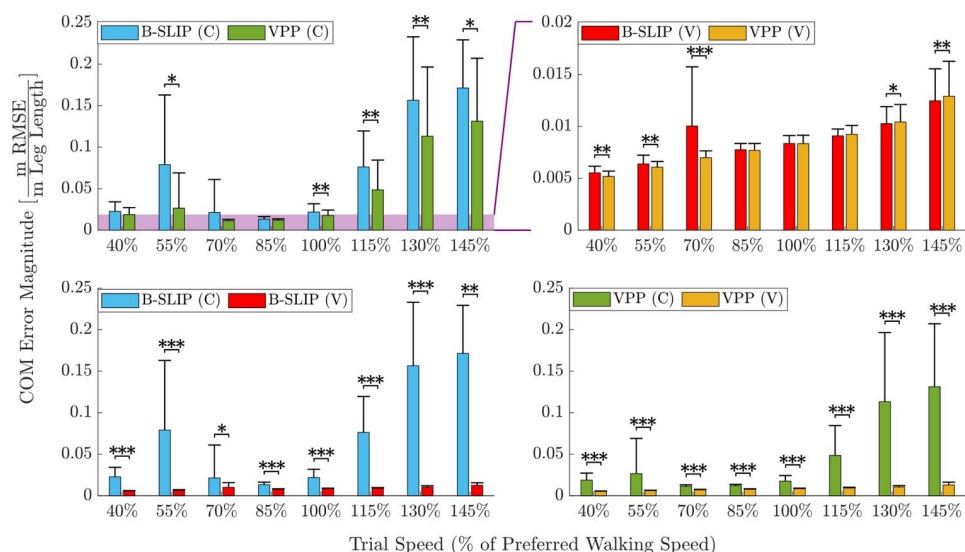 COM Error Magnitude [m RMSE / m Leg Length]
B-SLIP (C) VPP (C)
0.25
0.2
0.15
0.1
0.05
0
* ** ** ** *
40% 55% 70% 85% 100% 115% 130% 145%
B-SLIP (V) VPP (V)
0.02
0.015
0.01
0.005
0
** ** *** * **
40% 55% 70% 85% 100% 115% 130% 145%
B-SLIP (C) B-SLIP (V)
0.25
0.2
0.15
0.1
0.05
0
*** *** * *** *** *** *** **
40% 55% 70% 85% 100% 115% 130% 145%
VPP (C) VPP (V)
0.25
0.2
0.15
0.1
0.05
0
*** *** *** *** *** *** *** ***
40% 55% 70% 85% 100% 115% 130% 145%
Trial Speed (% of Preferred Walking Speed)